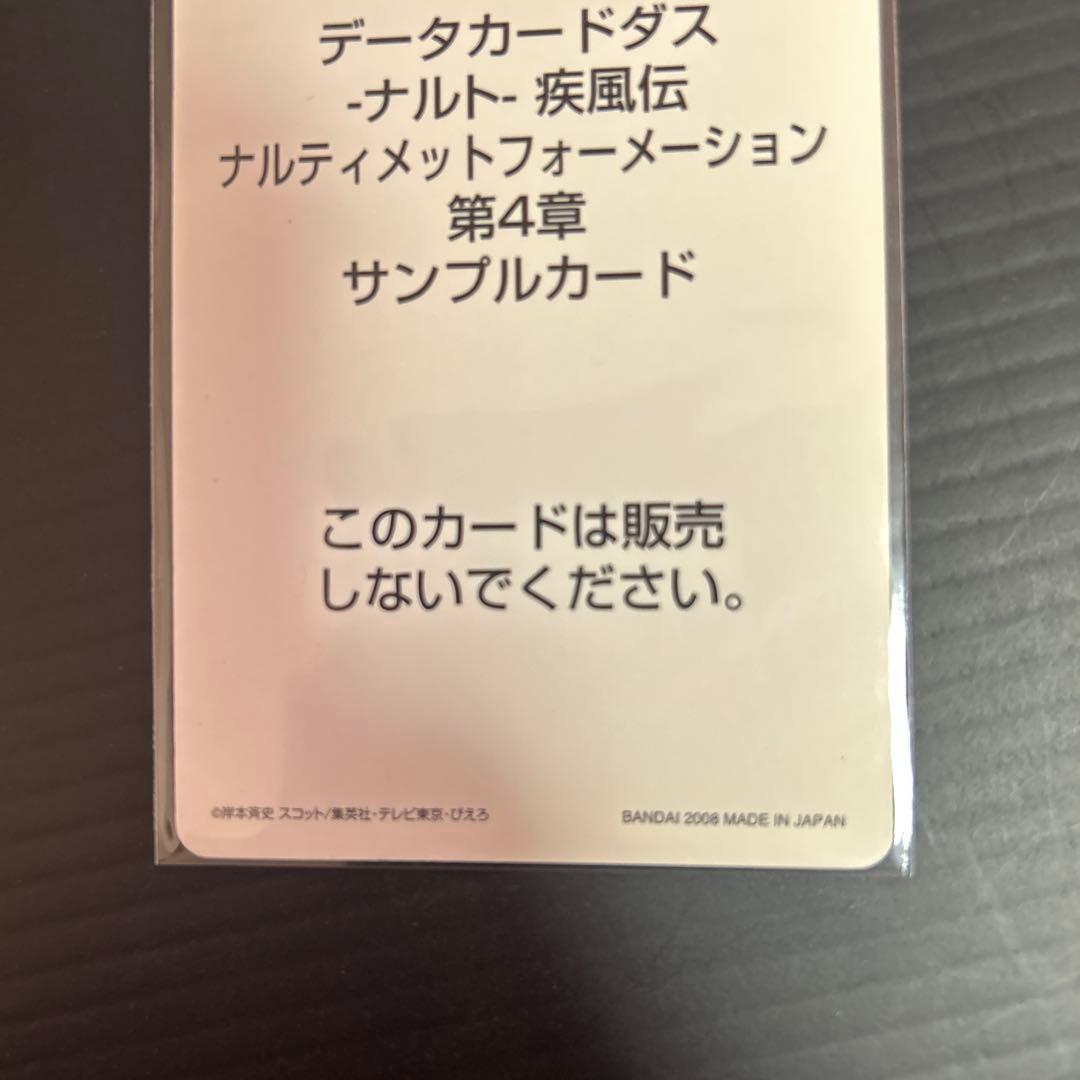 データカードダス
-ナルト- 疾風伝
ナルティメットフォーメーション
第4章
サンプルカード
このカードは販売
しないでください。
©岸本斉史 スコット/集英社・テレビ東京・ぴえろ
BANDAI 2008 MADE IN JAPAN